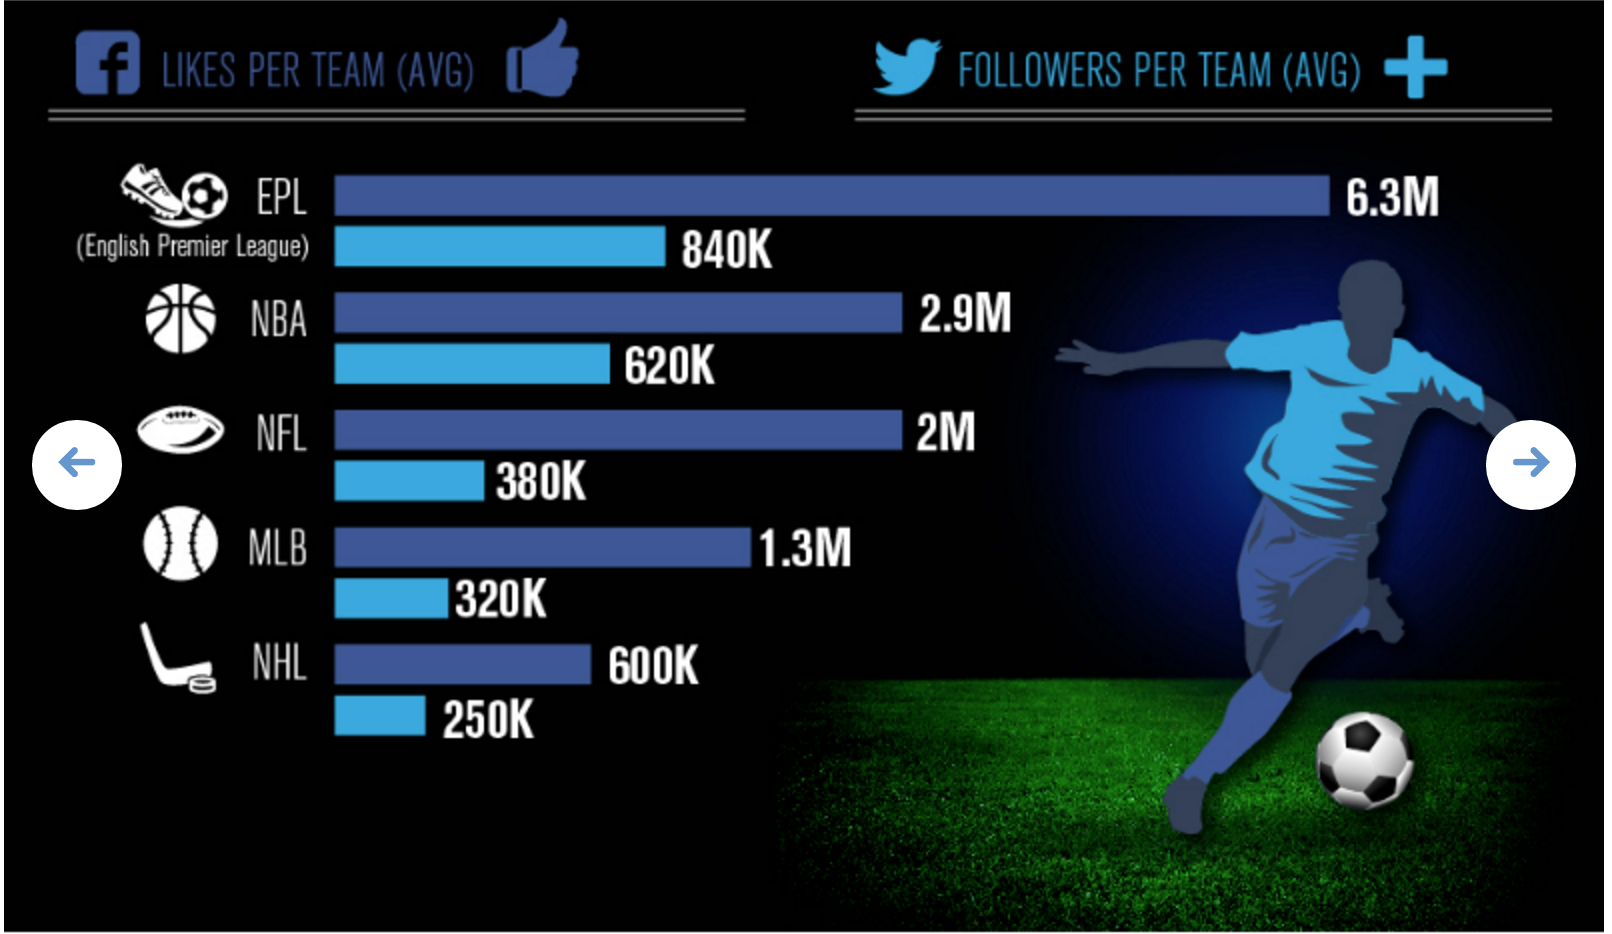 LIKES PER TEAM (AVG)
FOLLOWERS PER TEAM (AVG)
EPL
(English Premier League)
6.3M
840K
NBA
2.9M
620K
NFL
2M
380K
MLB
1.3M
320K
NHL
600K
250K